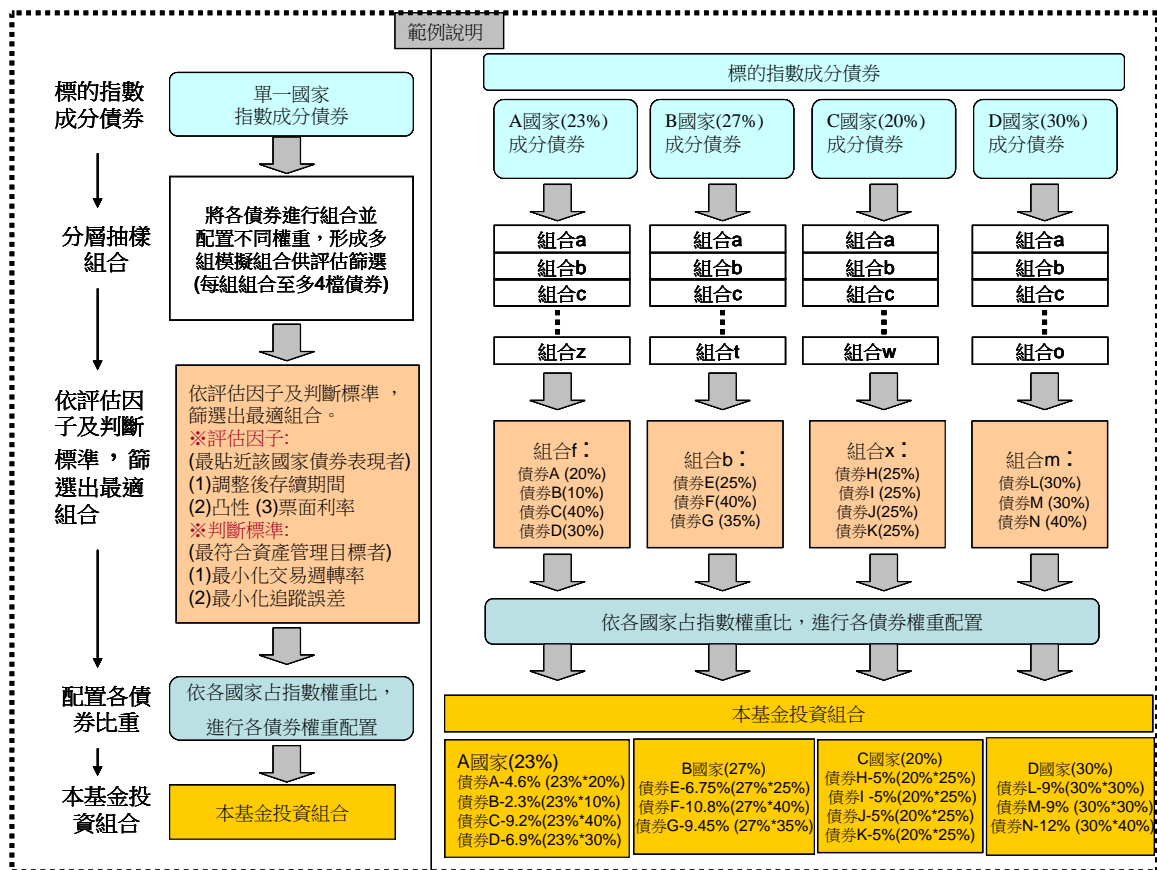 範例說明
標的指數
成分債券
分層抽樣
組合
依評估因
子及判斷
標準，篩
選出最適
組合
配置各債
券比重
本基金投
資組合
單一國家
指數成分債券
將各債券進行組合並
配置不同權重，形成多
組模擬組合供評估篩選
(每組組合至多4檔債券)
依評估因子及判斷標準，
篩選出最適組合。
※評估因子:
(最貼近該國家債券表現者)
(1)調整後存續期間
(2)凸性 (3)票面利率
※判斷標準:
(最符合資產管理目標者)
(1)最小化交易週轉率
(2)最小化追蹤誤差
依各國家占指數權重比，
進行各債券權重配置
本基金投資組合
標的指數成分債券
A國家(23%)
成分債券
B國家(27%)
成分債券
C國家(20%)
成分債券
D國家(30%)
成分債券
組合a
組合b
組合c
組合z
組合a
組合b
組合c
組合t
組合a
組合b
組合c
組合w
組合a
組合b
組合c
組合o
組合f：
債券A (20%)
債券B(10%)
債券C(40%)
債券D(30%)
組合b：
債券E(25%)
債券F(40%)
債券G (35%)
組合x：
債券H(25%)
債券I (25%)
債券J(25%)
債券K(25%)
組合m：
債券L(30%)
債券M (30%)
債券N (40%)
依各國家占指數權重比，進行各債券權重配置
本基金投資組合
A國家(23%)
債券A-4.6% (23%*20%)
債券B-2.3%(23%*10%)
債券C-9.2%(23%*40%)
債券D-6.9%(23%*30%)
B國家(27%)
債券E-6.75%(27%*25%)
債券F-10.8%(27%*40%)
債券G-9.45% (27%*35%)
C國家(20%)
債券H-5%(20%*25%)
債券I -5%(20%*25%)
債券J-5%(20%*25%)
債券K-5%(20%*25%)
D國家(30%)
債券L-9%(30%*30%)
債券M-9% (30%*30%)
債券N-12% (30%*40%)